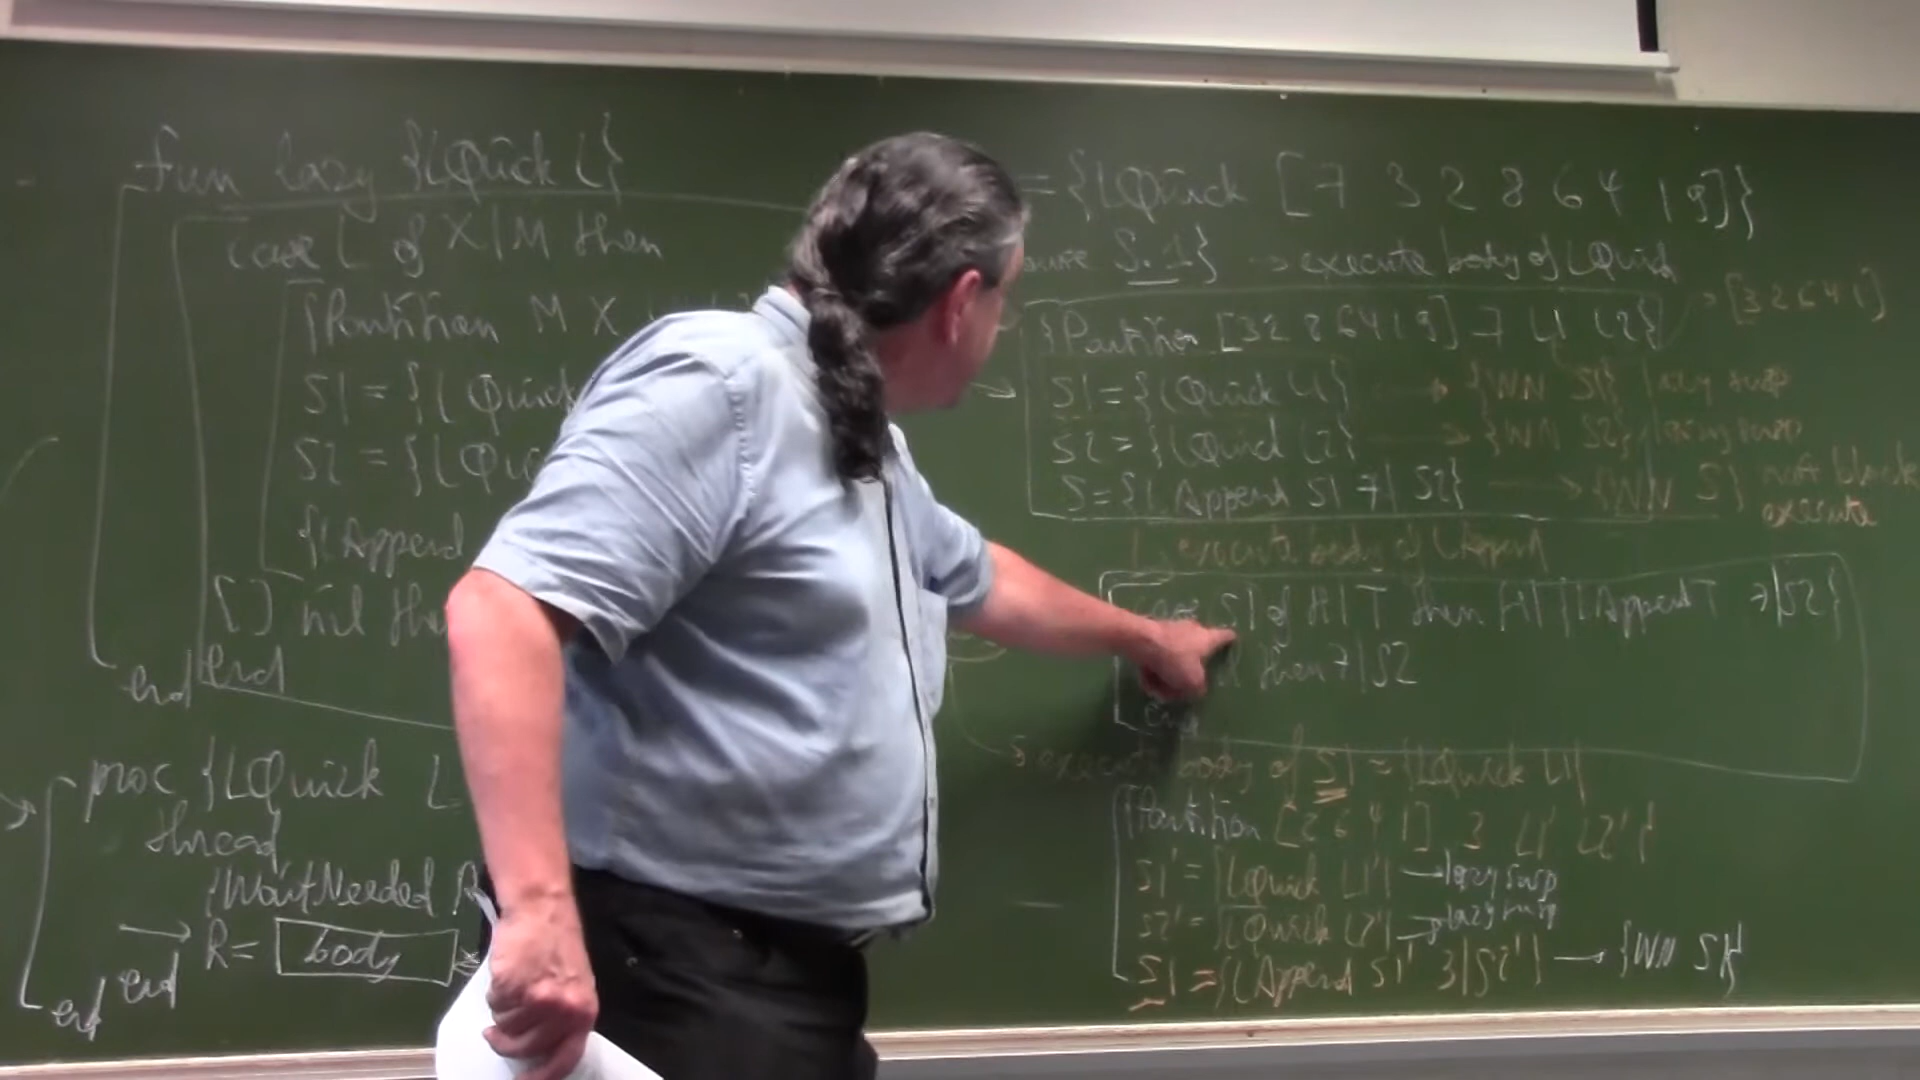 fun lazy {LQuick L}
case L of X|M then
{Partition M X
S1 = {LQuick
S2 = {LQuic
{LAppend
[] nil then
end
end
proc {LQuick L
thread
{WaitNeeded R
R= body
end
end
={LQuick [7 3 2 8 6 4 1 9]}
S.1} → execute body of LQuick
{Partition [3 2 8 6 4 1 9] 7 L1 L2} → [3 2 6 4 1]
S1={LQuick L1} → {WN S1} lazy susp
S2={LQuick L2} → {WN S2} lazy susp
S={LAppend S1 7|S2} → {WN S} not block
execute
execute body of LAppend
case S1 of H|T then H|{LAppend T 7|S2}
then 7|S2
end
execute body of S1={LQuick L1}
{Partition [2 6 4 1] 3 L1' L2'}
S1'={LQuick L1'} → lazy susp
S2'={LQuick L2'} → lazy susp
S1={LAppend S1' 3|S2'} → {WN S1}